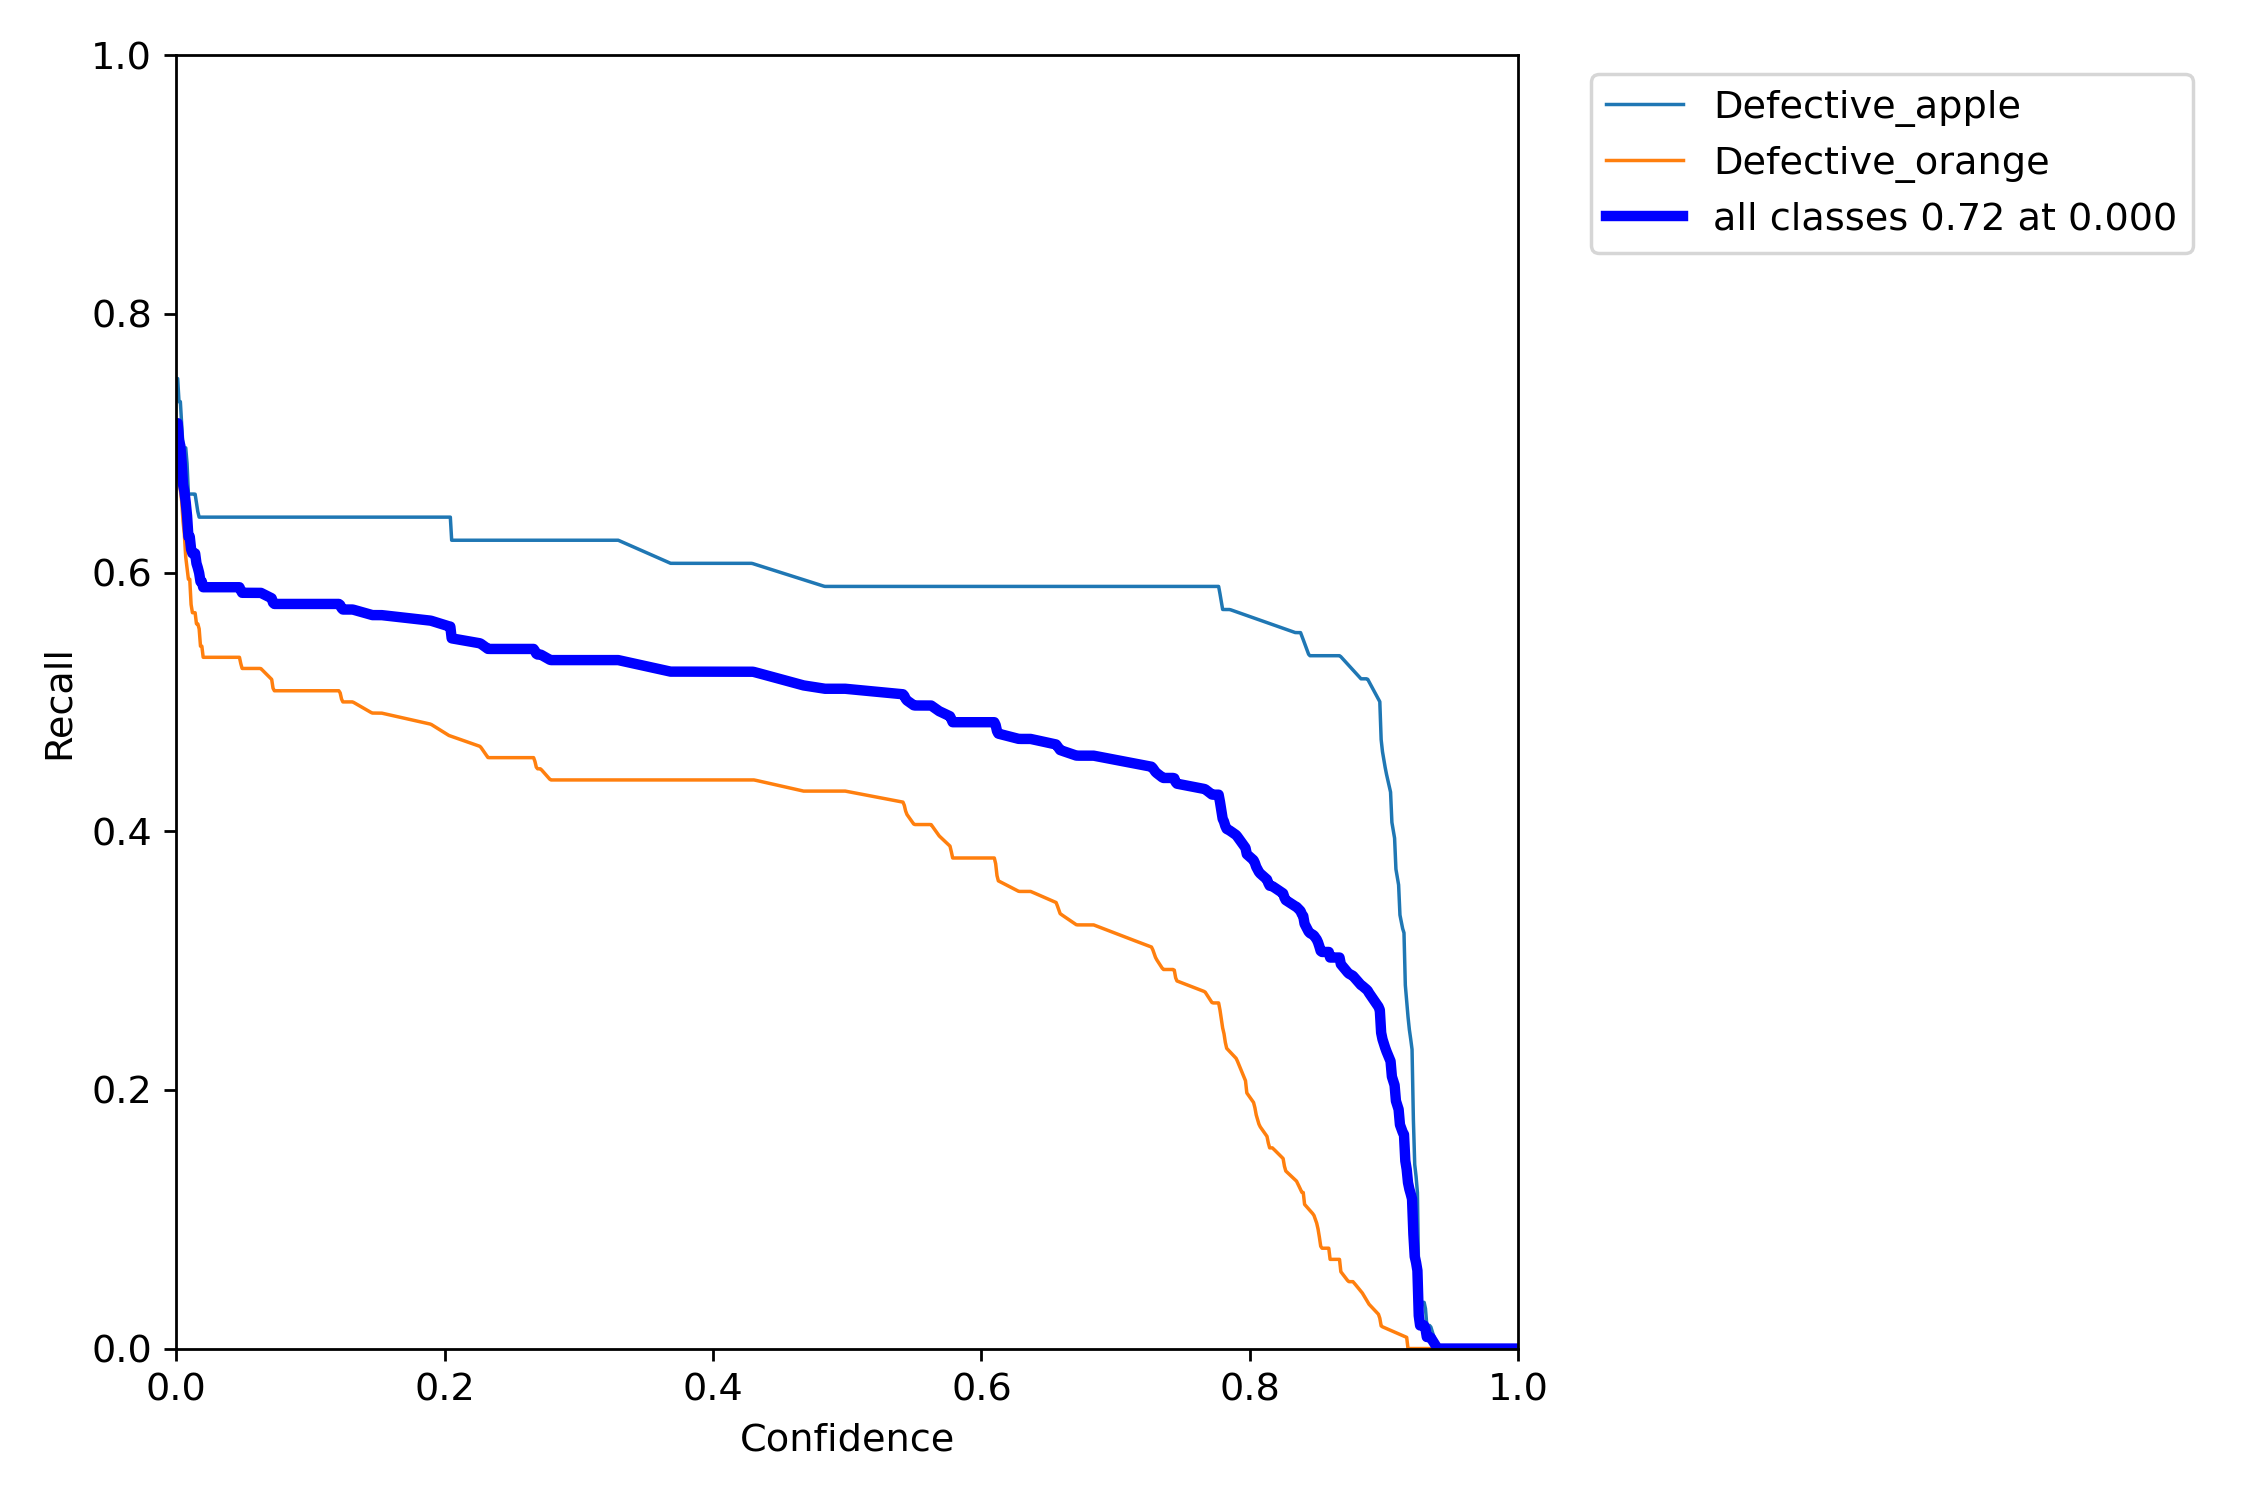 1.0
0.8
0.6
0.4
0.2
0.0
Recall
0.0 0.2 0.4 0.6 0.8 1.0
Confidence
Defective_apple
Defective_orange
all classes 0.72 at 0.000